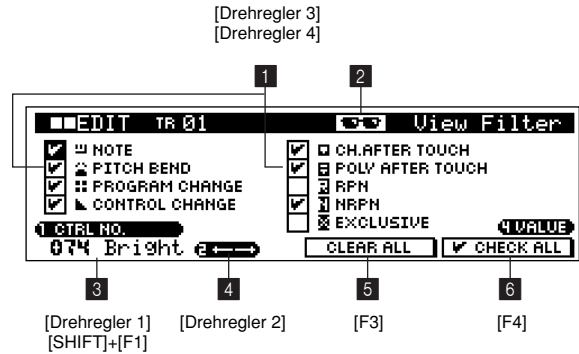 [Drehregler 3]
[Drehregler 4]
1 2
EDIT TR 01 View Filter
NOTE CH.AFTER TOUCH
PITCH BEND POLY AFTER TOUCH
PROGRAM CHANGE RPN
CONTROL CHANGE NRPN
EXCLUSIVE
1 CTRL NO. 4 VALUE
074 Bright 2 CLEAR ALL CHECK ALL
3 4 5 6
[Drehregler 1] [Drehregler 2] [F3] [F4]
[SHIFT]+[F1]